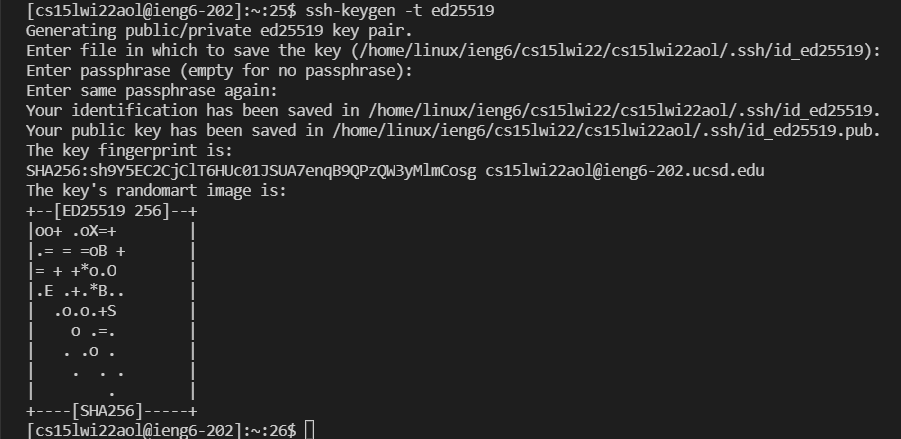 [cs15lwi22aol@ieng6-202]:~:25$ ssh-keygen -t ed25519
Generating public/private ed25519 key pair.
Enter file in which to save the key (/home/linux/ieng6/cs15lwi22/cs15lwi22aol/.ssh/id_ed25519):
Enter passphrase (empty for no passphrase):
Enter same passphrase again:
Your identification has been saved in /home/linux/ieng6/cs15lwi22/cs15lwi22aol/.ssh/id_ed25519.
Your public key has been saved in /home/linux/ieng6/cs15lwi22/cs15lwi22aol/.ssh/id_ed25519.pub.
The key fingerprint is:
SHA256:sh9Y5EC2CjClT6HUc01JSUA7enqB9QPzQW3yMlmCosg cs15lwi22aol@ieng6-202.ucsd.edu
The key's randomart image is:
+--[ED25519 256]--+
|oo+ .oX=+        |
|.= = =oB +       |
|= + +*o.O        |
|.E .+.*B..       |
|  .o.o.+S        |
|    o .=.        |
|   . .o .        |
|    .  . .       |
|        .        |
+----[SHA256]-----+
[cs15lwi22aol@ieng6-202]:~:26$